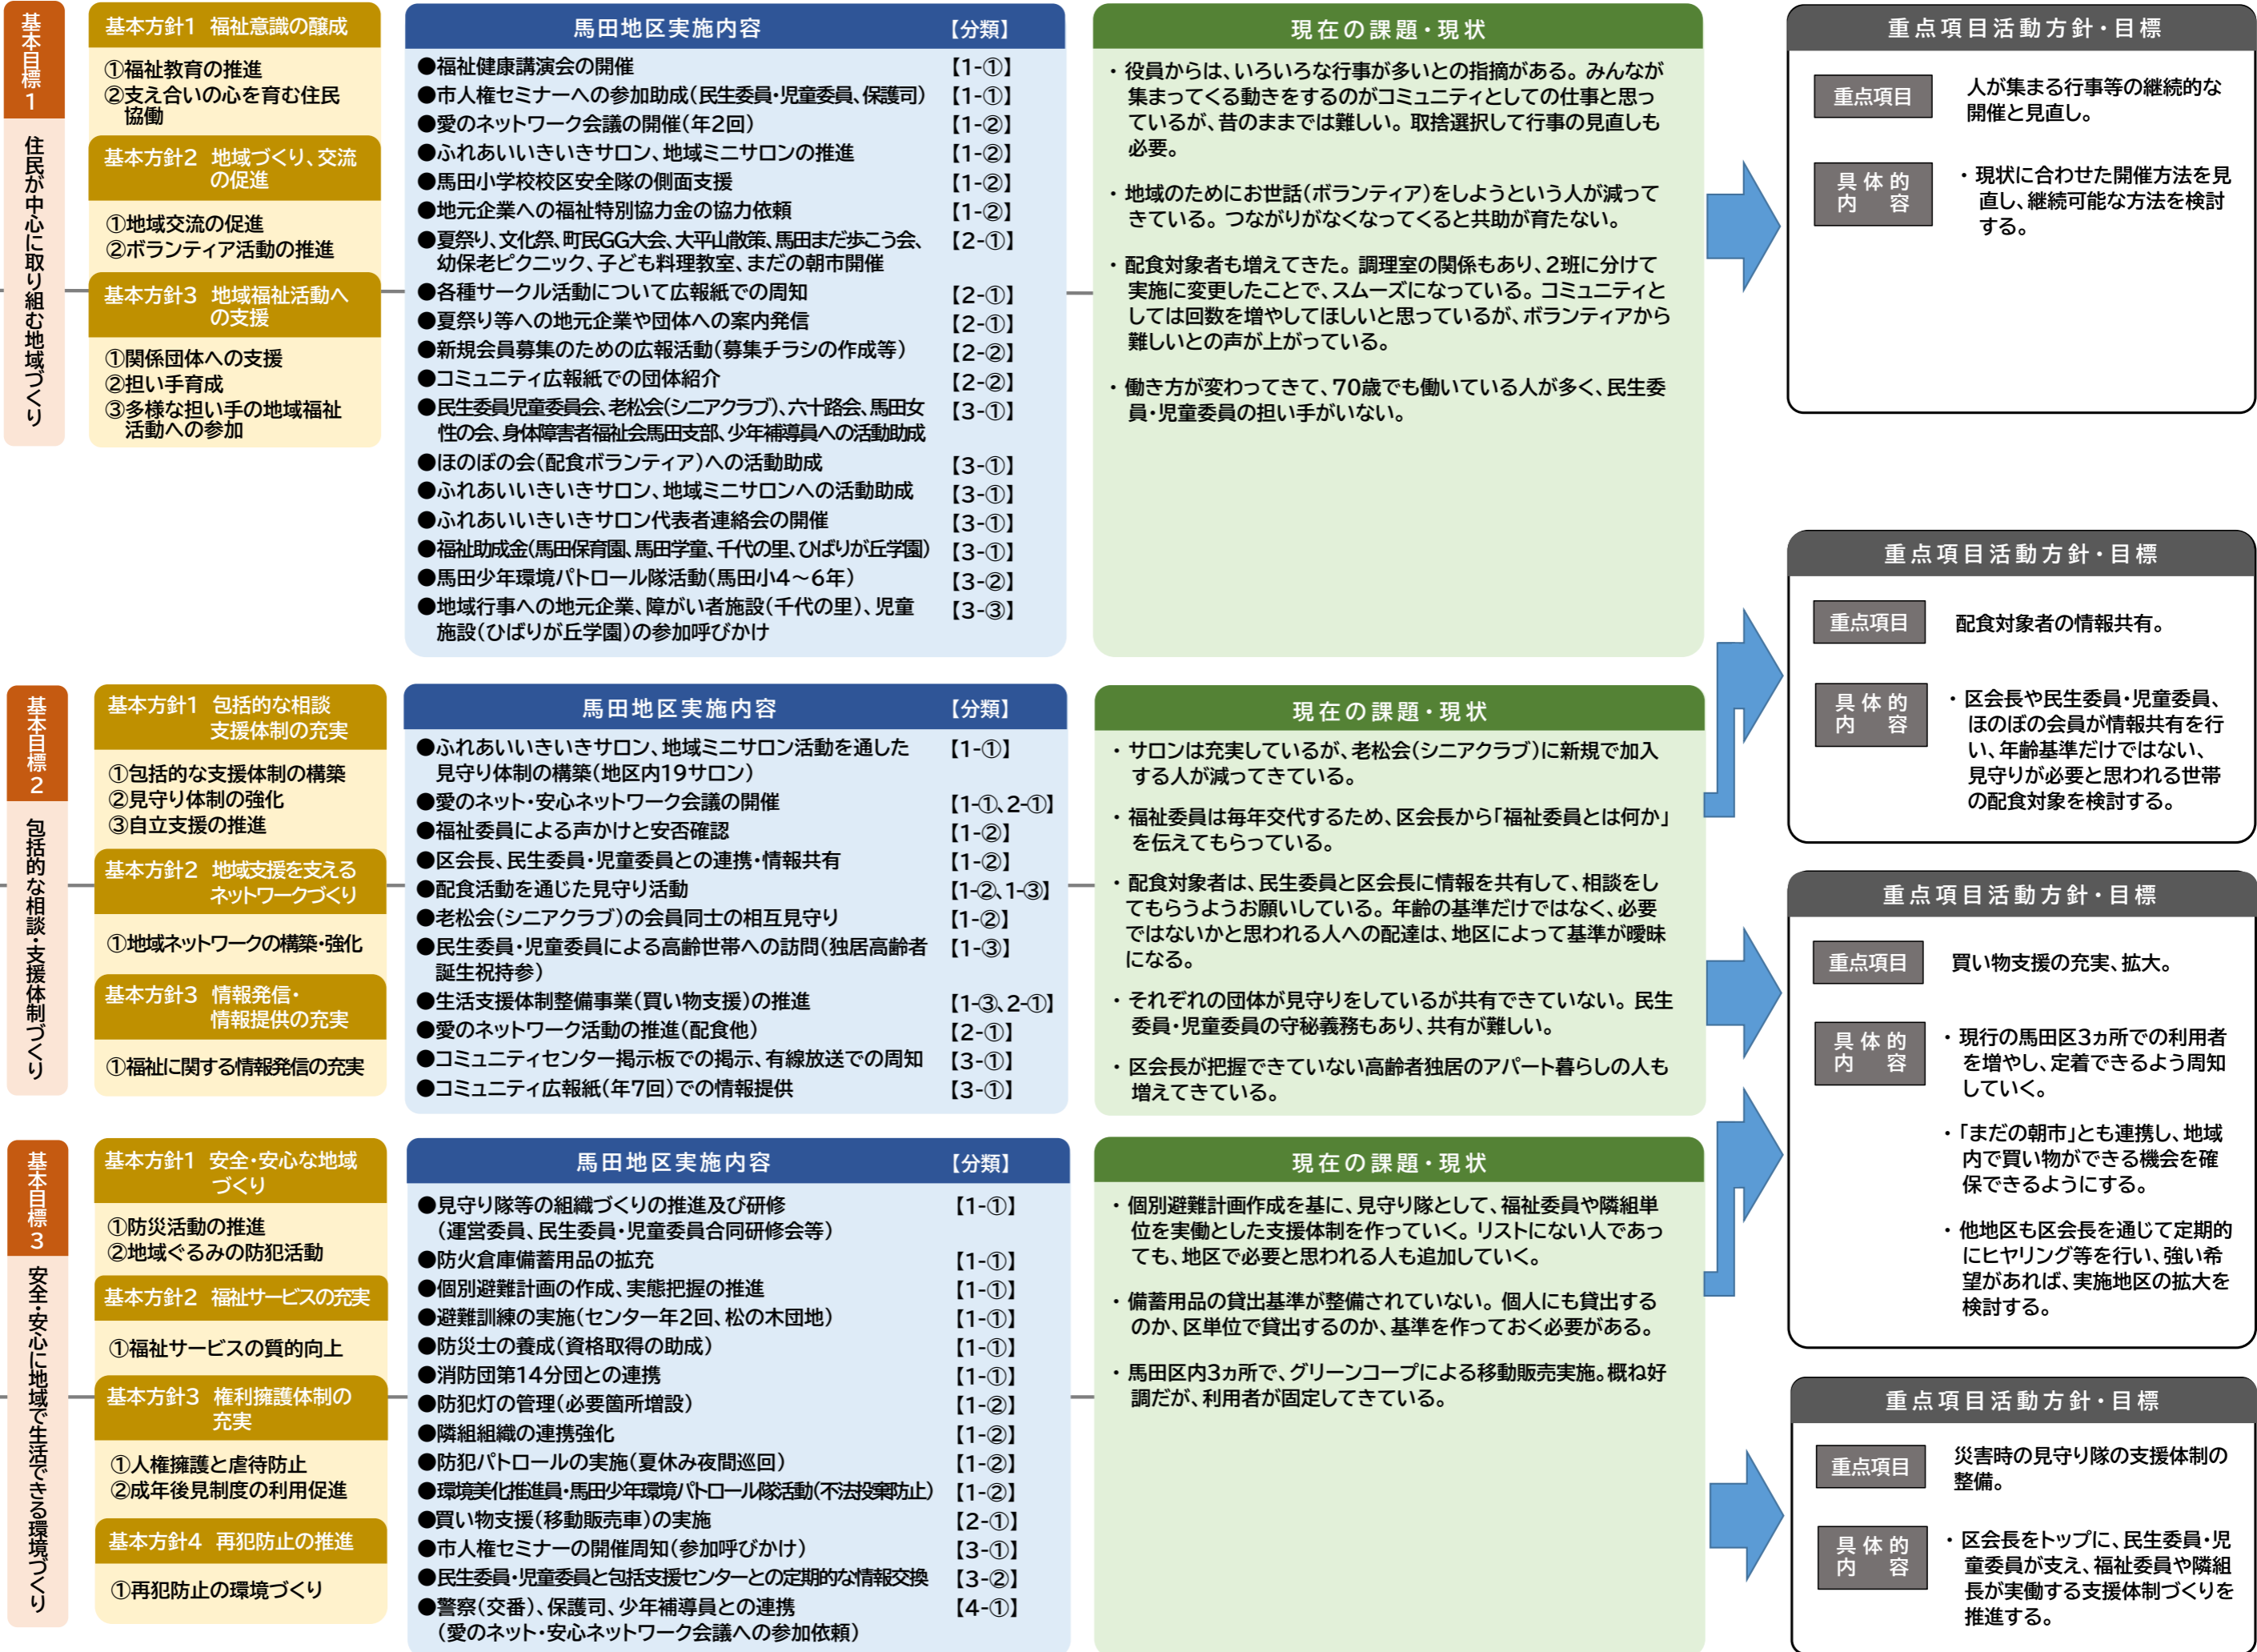 基本目標1
住民が中心に取り組む地域づくり
基本方針1 福祉意識の醸成
①福祉教育の推進
②支え合いの心を育む住民
協働
基本方針2 地域づくり、交流
の促進
①地域交流の促進
②ボランティア活動の推進
基本方針3 地域福祉活動へ
の支援
①関係団体への支援
②担い手育成
③多様な担い手の地域福祉
活動への参加
馬田地区実施内容 【分類】
●福祉健康講演会の開催 【1-①】
●市人権セミナーへの参加助成(民生委員・児童委員、保護司) 【1-①】
●愛のネットワーク会議の開催(年2回) 【1-②】
●ふれあいいきいきサロン、地域ミニサロンの推進 【1-②】
●馬田小学校校区安全隊の側面支援 【1-②】
●地元企業への福祉特別協力金の協力依頼 【1-②】
●夏祭り、文化祭、町民GG大会、大平山散策、馬田まだ歩こう会、 【2-①】
幼保老ピクニック、子ども料理教室、まだの朝市開催
●各種サークル活動について広報紙での周知 【2-①】
●夏祭り等への地元企業や団体への案内発信 【2-①】
●新規会員募集のための広報活動(募集チラシの作成等) 【2-②】
●コミュニティ広報紙での団体紹介 【2-②】
●民生委員児童委員会、老松会(シニアクラブ)、六十路会、馬田女 【3-①】
性の会、身体障害者福祉会馬田支部、少年補導員への活動助成
●ほのぼの会(配食ボランティア)への活動助成 【3-①】
●ふれあいいきいきサロン、地域ミニサロンへの活動助成 【3-①】
●ふれあいいきいきサロン代表者連絡会の開催 【3-①】
●福祉助成金(馬田保育園、馬田学童、千代の里、ひばりが丘学園) 【3-①】
●馬田少年環境パトロール隊活動(馬田小4～6年) 【3-②】
●地域行事への地元企業、障がい者施設(千代の里)、児童 【3-③】
施設(ひばりが丘学園)の参加呼びかけ
現在の課題・現状
・役員からは、いろいろな行事が多いとの指摘がある。みんなが
集まってくる動きをするのがコミュニティとしての仕事と思っ
ているが、昔のままでは難しい。取捨選択して行事の見直しも
必要。
・地域のためにお世話(ボランティア)をしようという人が減って
きている。つながりがなくなってくると共助が育たない。
・配食対象者も増えてきた。調理室の関係もあり、2班に分けて
実施に変更したことで、スムーズになっている。コミュニティと
しては回数を増やしてほしいと思っているが、ボランティアから
難しいとの声が上がっている。
・働き方が変わってきて、70歳でも働いている人が多く、民生委
員・児童委員の担い手がいない。
重点項目活動方針・目標
重点項目
人が集まる行事等の継続的な
開催と見直し。
具体的
内容
・現状に合わせた開催方法を見
直し、継続可能な方法を検討
する。
基本目標2
包括的な相談・支援体制づくり
基本方針1 包括的な相談
支援体制の充実
①包括的な支援体制の構築
②見守り体制の強化
③自立支援の推進
基本方針2 地域支援を支える
ネットワークづくり
①地域ネットワークの構築・強化
基本方針3 情報発信・
情報提供の充実
①福祉に関する情報発信の充実
馬田地区実施内容 【分類】
●ふれあいいきいきサロン、地域ミニサロン活動を通した 【1-①】
見守り体制の構築(地区内19サロン)
●愛のネット・安心ネットワーク会議の開催 【1-①、2-①】
●福祉委員による声かけと安否確認 【1-②】
●区会長、民生委員・児童委員との連携・情報共有 【1-②】
●配食活動を通じた見守り活動 【1-②、1-③】
●老松会(シニアクラブ)の会員同士の相互見守り 【1-②】
●民生委員・児童委員による高齢世帯への訪問(独居高齢者 【1-③】
誕生祝持参)
●生活支援体制整備事業(買い物支援)の推進 【1-③、2-①】
●愛のネットワーク活動の推進(配食他) 【2-①】
●コミュニティセンター掲示板での掲示、有線放送での周知 【3-①】
●コミュニティ広報紙(年7回)での情報提供 【3-①】
現在の課題・現状
・サロンは充実しているが、老松会(シニアクラブ)に新規で加入
する人が減ってきている。
・福祉委員は毎年交代するため、区会長から「福祉委員とは何か」
を伝えてもらっている。
・配食対象者は、民生委員と区会長に情報を共有して、相談をし
てもらうようお願いしている。年齢の基準だけではなく、必要
ではないかと思われる人への配達は、地区によって基準が曖昧
になる。
・それぞれの団体が見守りをしているが共有できていない。民生
委員・児童委員の守秘義務もあり、共有が難しい。
・区会長が把握できていない高齢者独居のアパート暮らしの人も
増えてきている。
重点項目活動方針・目標
重点項目
配食対象者の情報共有。
具体的
内容
・区会長や民生委員・児童委員、
ほのぼの会員が情報共有を行
い、年齢基準だけではない、
見守りが必要と思われる世帯
の配食対象を検討する。
重点項目活動方針・目標
重点項目
買い物支援の充実、拡大。
具体的
内容
・現行の馬田区3ヵ所での利用者
を増やし、定着できるよう周知
していく。
・「まだの朝市」とも連携し、地域
内で買い物ができる機会を確
保できるようにする。
・他地区も区会長を通じて定期的
にヒヤリング等を行い、強い希
望があれば、実施地区の拡大を
検討する。
基本目標3
安全・安心に地域で生活できる環境づくり
基本方針1 安全・安心な地域
づくり
①防災活動の推進
②地域ぐるみの防犯活動
基本方針2 福祉サービスの充実
①福祉サービスの質的向上
基本方針3 権利擁護体制の
充実
①人権擁護と虐待防止
②成年後見制度の利用促進
基本方針4 再犯防止の推進
①再犯防止の環境づくり
馬田地区実施内容 【分類】
●見守り隊等の組織づくりの推進及び研修 【1-①】
(運営委員、民生委員・児童委員合同研修会等)
●防火倉庫備蓄用品の拡充 【1-①】
●個別避難計画の作成、実態把握の推進 【1-①】
●避難訓練の実施(センター年2回、松の木団地) 【1-①】
●防災士の養成(資格取得の助成) 【1-①】
●消防団第14分団との連携 【1-①】
●防犯灯の管理(必要箇所増設) 【1-②】
●隣組組織の連携強化 【1-②】
●防犯パトロールの実施(夏休み夜間巡回) 【1-②】
●環境美化推進員・馬田少年環境パトロール隊活動(不法投棄防止) 【1-②】
●買い物支援(移動販売車)の実施 【2-①】
●市人権セミナーの開催周知(参加呼びかけ) 【3-①】
●民生委員・児童委員と包括支援センターとの定期的な情報交換 【3-②】
●警察(交番)、保護司、少年補導員との連携 【4-①】
(愛のネット・安心ネットワーク会議への参加依頼)
現在の課題・現状
・個別避難計画作成を基に、見守り隊として、福祉委員や隣組単
位を実働とした支援体制を作っていく。リストにない人であっ
ても、地区で必要と思われる人も追加していく。
・備蓄用品の貸出基準が整備されていない。個人にも貸出する
のか、区単位で貸出するのか、基準を作っておく必要がある。
・馬田区内3ヵ所で、グリーンコープによる移動販売実施。概ね好
調だが、利用者が固定してきている。
重点項目活動方針・目標
重点項目
災害時の見守り隊の支援体制の
整備。
具体的
内容
・区会長をトップに、民生委員・児
童委員が支え、福祉委員や隣組
長が実働する支援体制づくりを
推進する。